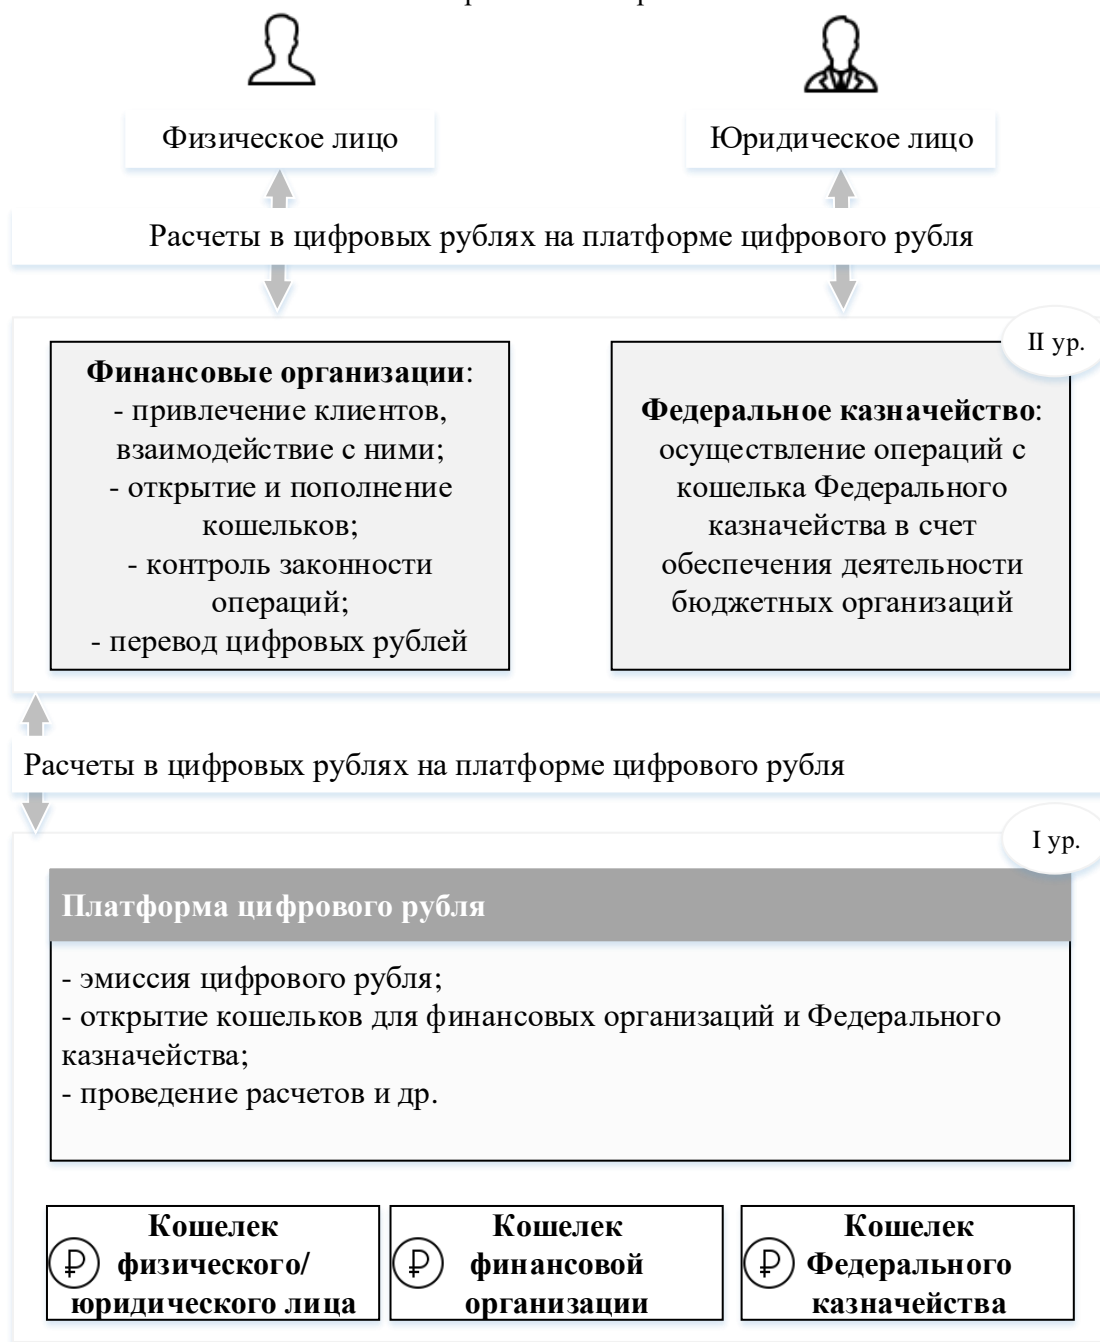 Физическое лицо
Юридическое лицо
Расчеты в цифровых рублях на платформе цифрового рубля
II ур.
Финансовые организации:
- привлечение клиентов,
взаимодействие с ними;
- открытие и пополнение
кошельков;
- контроль законности
операций;
- перевод цифровых рублей
Федеральное казначейство:
осуществление операций с
кошелька Федерального
казначейства в счет
обеспечения деятельности
бюджетных организаций
Расчеты в цифровых рублях на платформе цифрового рубля
I ур.
Платформа цифрового рубля
- эмиссия цифрового рубля;
- открытие кошельков для финансовых организаций и Федерального
казначейства;
- проведение расчетов и др.
Кошелек
физического/
юридического лица
Кошелек
финансовой
организации
Кошелек
Федерального
казначейства